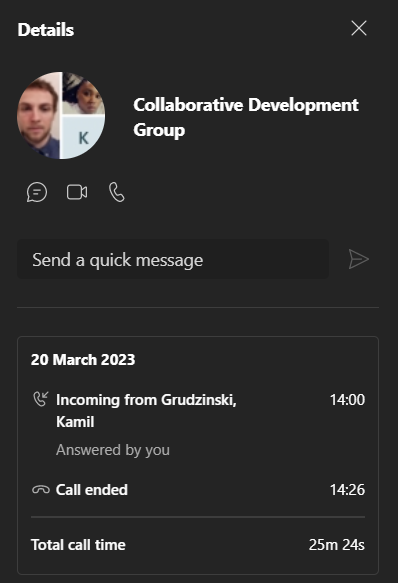 Details
Collaborative Development
Group
K
Send a quick message
20 March 2023
Incoming from Grudzinski, 14:00
Kamil
Answered by you
Call ended 14:26
Total call time 25m 24s